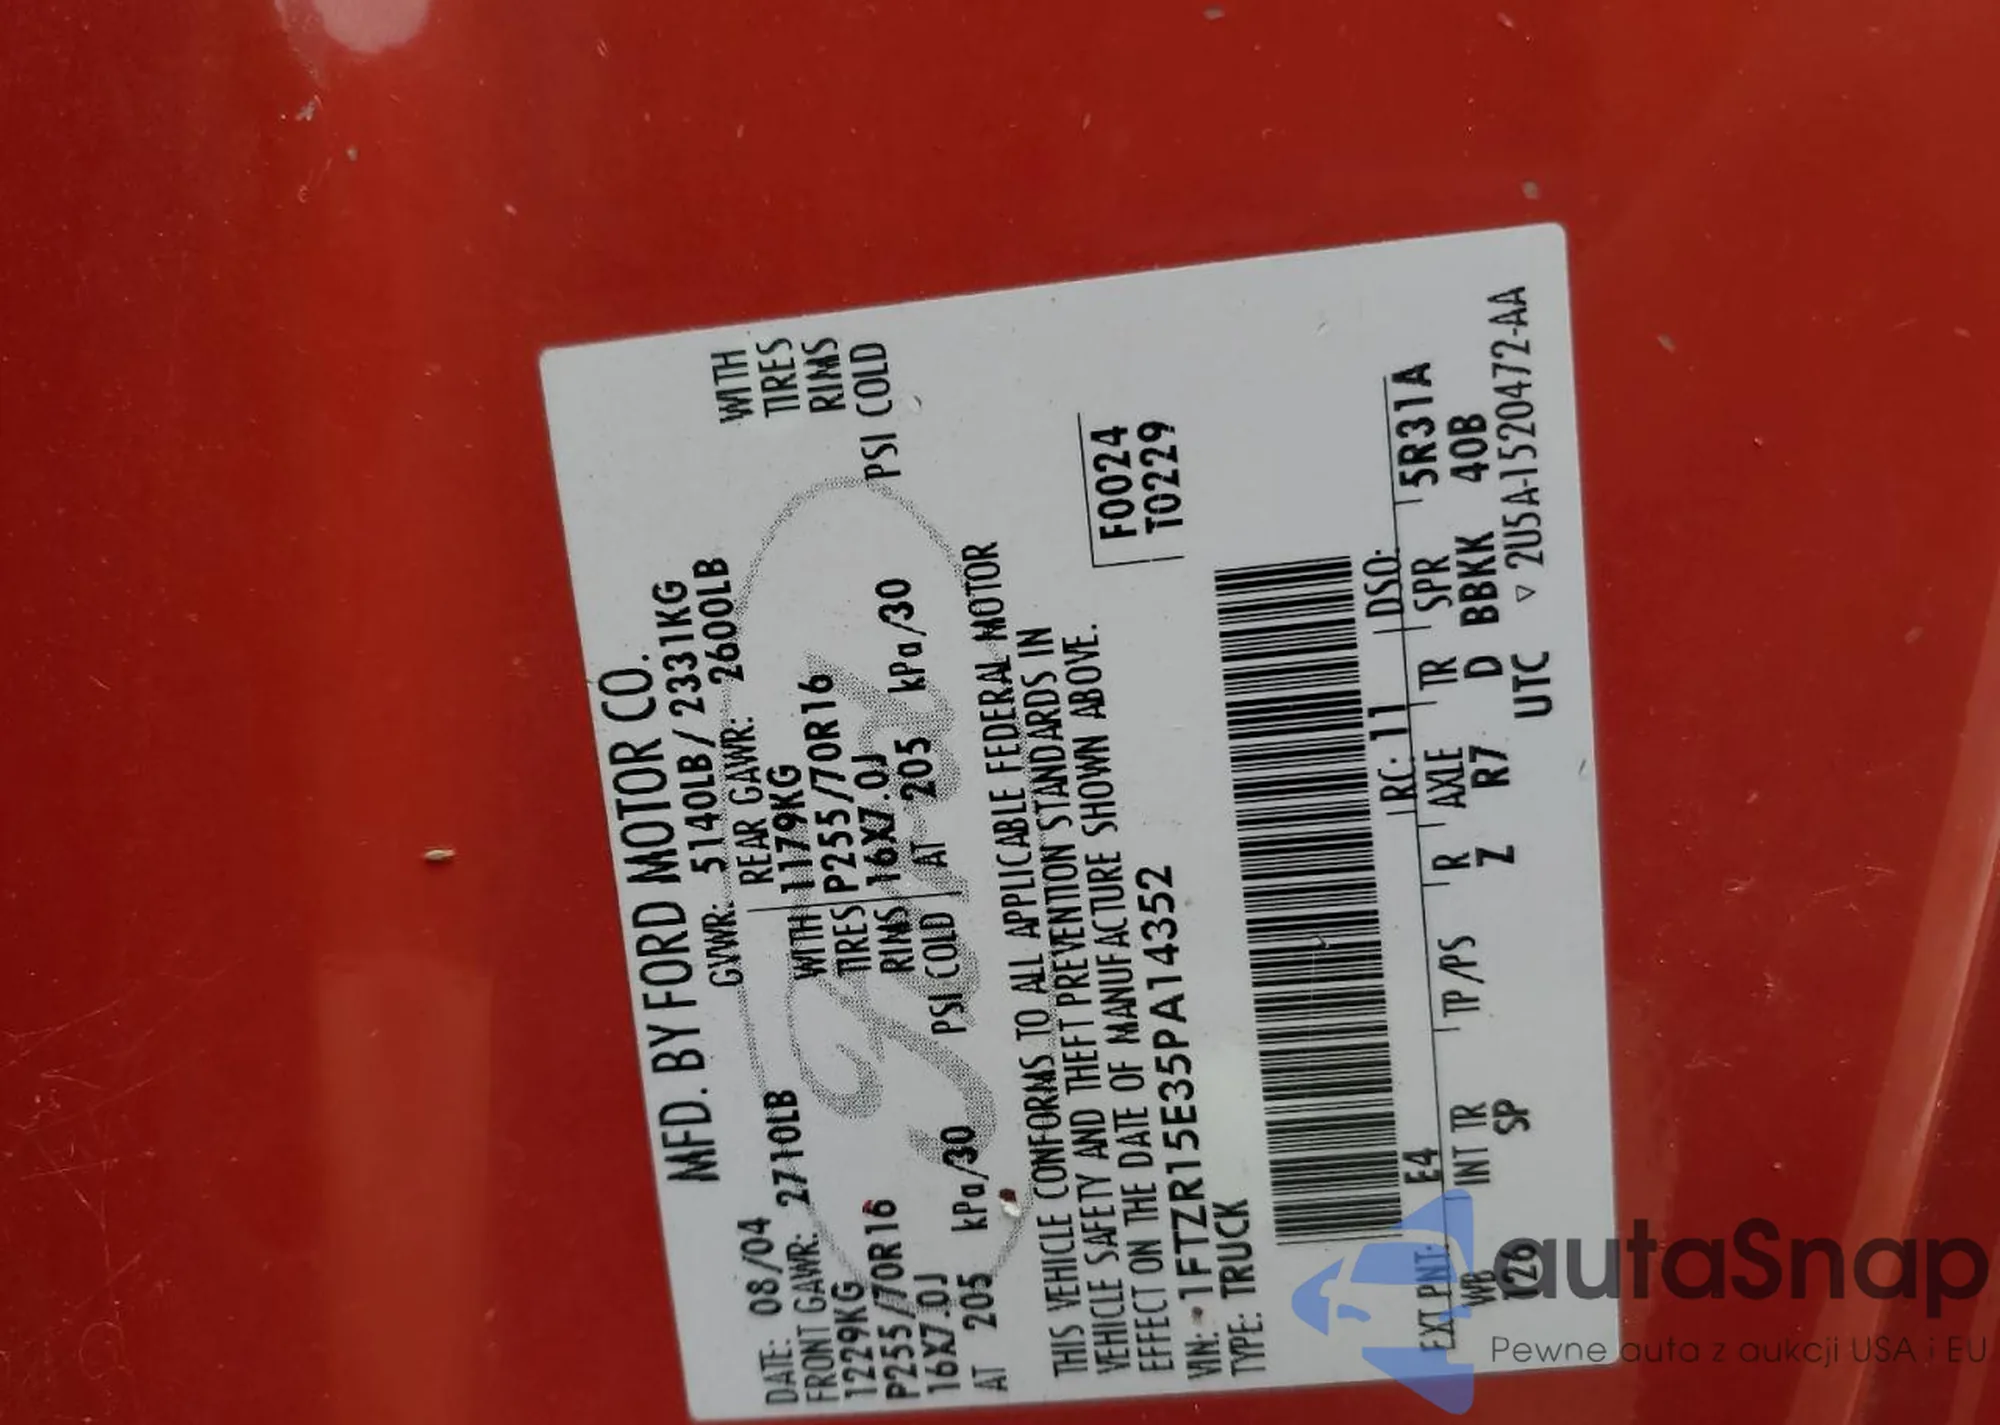 MFD. BY FORD MOTOR CO.
DATE: 08/04 GVWR: 5140LB/ 2331KG
FRONT GAWR: 2710LB REAR GAWR: 2600LB
1229KG WITH 1179KG WITH
P255/70R16 TIRES P255/70R16 TIRES
16X7.0J RIMS 16X7.0J RIMS
AT 205 kPa/30 PSI COLD AT 205 kPa/30 PSI COLD
THIS VEHICLE CONFORMS TO ALL APPLICABLE FEDERAL MOTOR
VEHICLE SAFETY AND THEFT PREVENTION STANDARDS IN
EFFECT ON THE DATE OF MANUFACTURE SHOWN ABOVE.
VIN: 1FTZR15E35PA14352 F0024
TYPE: TRUCK T0229
EXT PNT: E4 RC: 11 DSO:
WB INT TR TP/PS R AXLE TR SPR 5R31A
126 SP Z R7 D BBKK 40B
UTC ▽ 2U5A-1520472-AA
Ford
autaSnap
Pewne auta z aukcji USA i EU